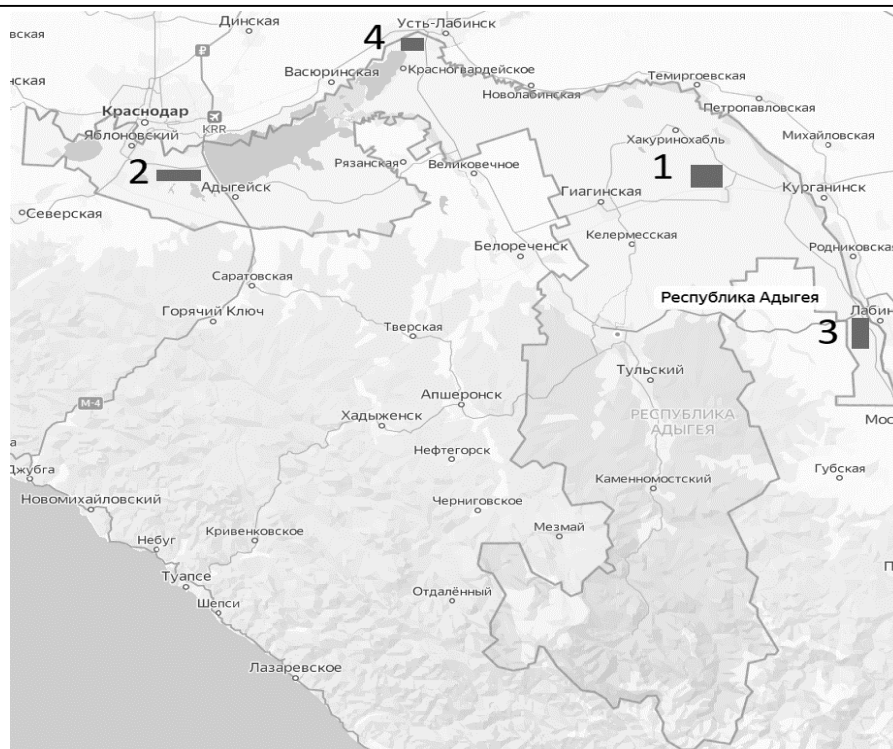 Динская
Усть-Лабинск
4
вская
Васюринская
Красногвардейское
Темиргоевская
нская
Новолабинская
Петропавловская
Краснодар
KRR
Яблоновский
Хакуринохабль
Михайловская
2
Рязанская
Великовечное
1
Адыгейск
Гиагинская
Курганинск
Северская
Келермесская
Белореченск
Родниковская
Саратовская
Республика Адыгея
Горячий Ключ
Лабин
Тверская
3
Тульский
М-4
Апшеронск
РЕСПУБЛИКА
АДЫГЕЯ
Хадыженск
Мос
а
Нефтегорск
Джубга
Губская
Каменномостский
Новомихайловский
Черниговское
Кривенковское
Мезмай
Небуг
П
Туапсе
Отдалённый
Шепси
Лазаревское